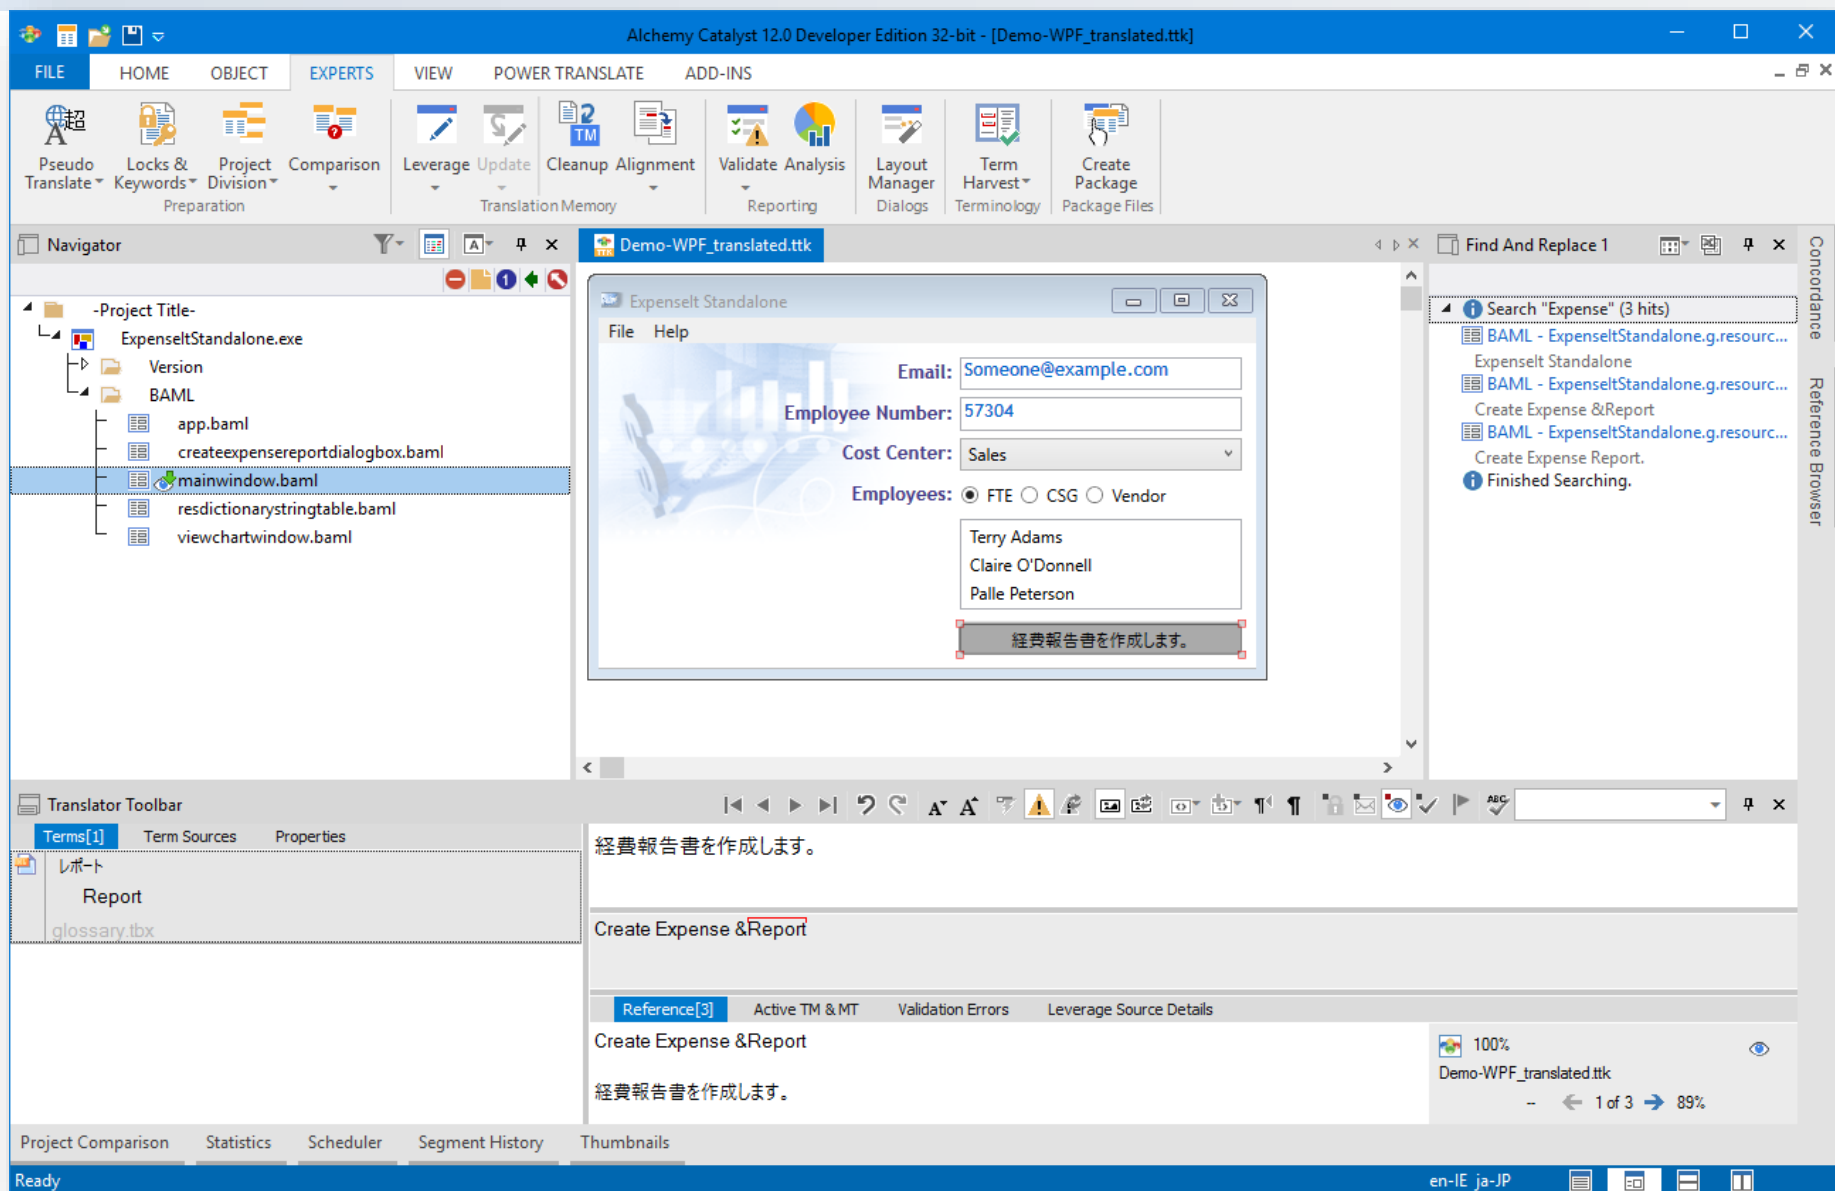 Alchemy Catalyst 12.0 Developer Edition 32-bit - [Demo-WPF_translated.ttk]
FILE HOME OBJECT EXPERTS VIEW POWER TRANSLATE ADD-INS
Pseudo Translate
Locks & Keywords
Project Division
Comparison
Preparation
Leverage
Update
Cleanup
TM
Alignment
Translation Memory
Validate
Analysis
Reporting
Layout Manager
Dialogs
Term Harvest
Terminology
Create Package
Package Files
Navigator
-Project Title-
ExpenseItStandalone.exe
Version
BAML
app.baml
createexpensereportdialogbox.baml
mainwindow.baml
resdictionarystringtable.baml
viewchartwindow.baml
Demo-WPF_translated.ttk
ExpenseIt Standalone
File Help
Email: Someone@example.com
Employee Number: 57304
Cost Center: Sales
Employees: FTE CSG Vendor
Terry Adams
Claire O'Donnell
Palle Peterson
経費報告書を作成します。
Find And Replace 1
Search "Expense" (3 hits)
BAML - ExpenseItStandalone.g.resourc...
ExpenseIt Standalone
BAML - ExpenseItStandalone.g.resourc...
Create Expense &Report
BAML - ExpenseItStandalone.g.resourc...
Create Expense Report.
Finished Searching.
Concordance
Reference Browser
Translator Toolbar
ABC
Terms[1] Term Sources Properties
レポート
Report
glossary.tbx
経費報告書を作成します。
Create Expense &Report
Reference[3] Active TM & MT Validation Errors Leverage Source Details
Create Expense &Report
経費報告書を作成します。
100%
Demo-WPF_translated.ttk
-- 1 of 3 89%
Project Comparison Statistics Scheduler Segment History Thumbnails
Ready
en-IE ja-JP